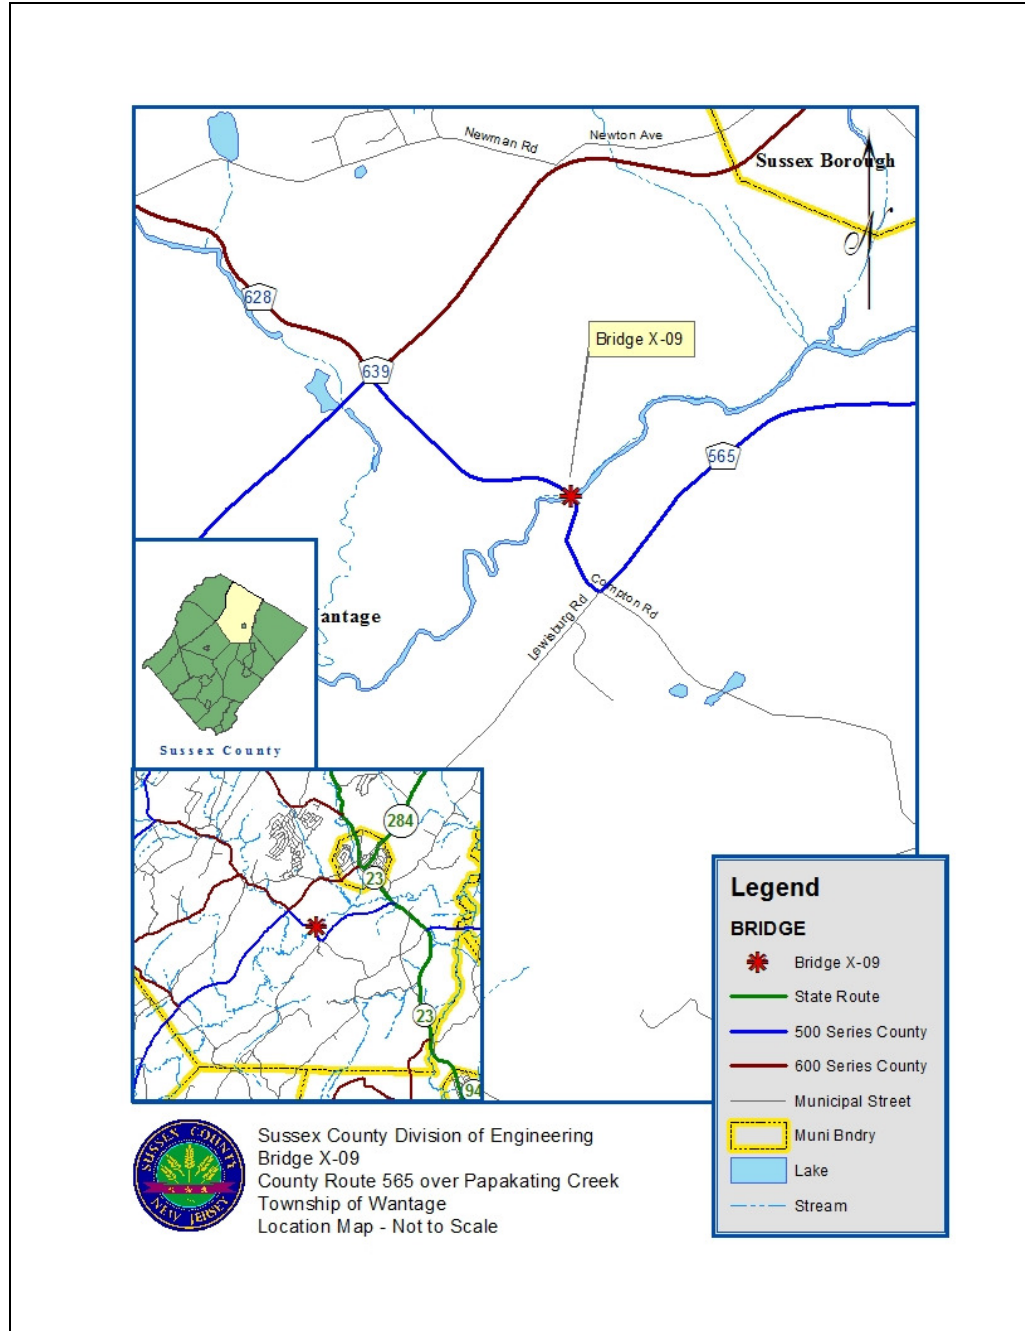 Newman Rd
Newton Ave
Sussex Borough
N
628
Bridge X-09
639
565
Compton Rd
Lewisburg Rd
antage
Sussex County
284
23
23
94
Legend
BRIDGE
Bridge X-09
State Route
500 Series County
600 Series County
Municipal Street
Muni Bndry
Lake
Stream
SUSSEX COUNTY
NEW JERSEY
Sussex County Division of Engineering
Bridge X-09
County Route 565 over Papakating Creek
Township of Wantage
Location Map - Not to Scale